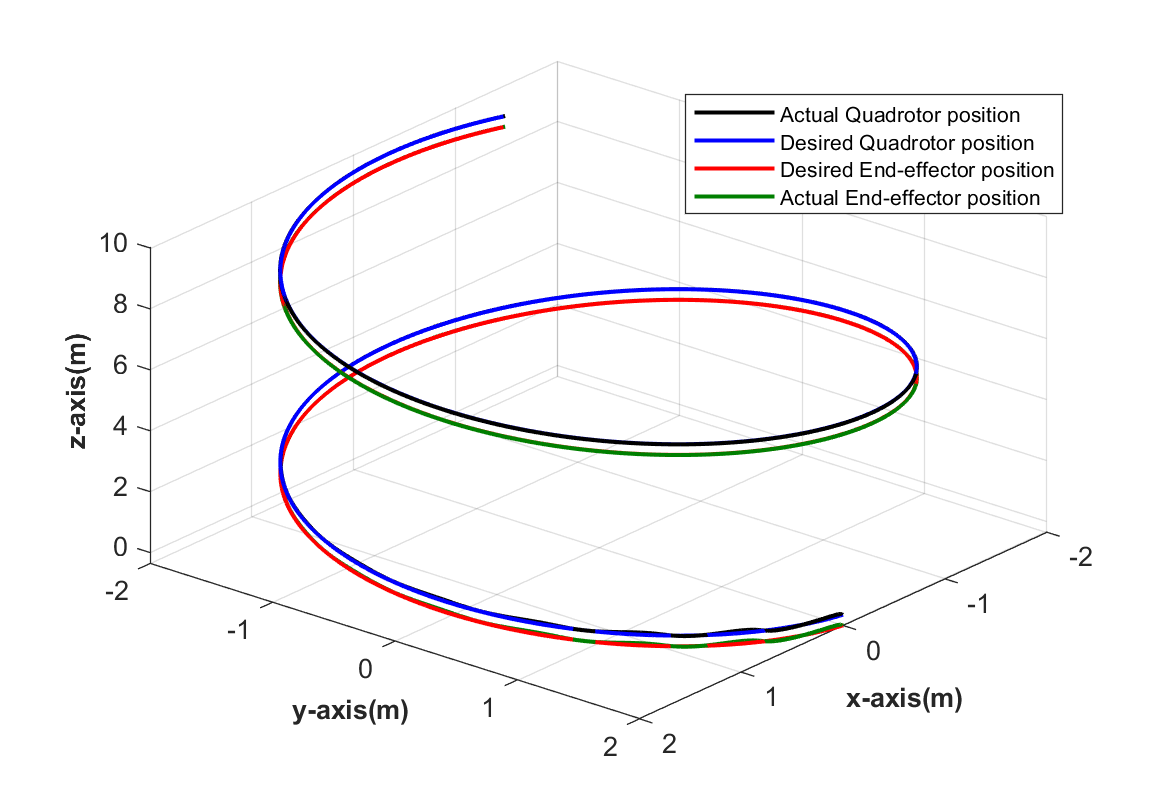 Actual Quadrotor position
Desired Quadrotor position
Desired End-effector position
Actual End-effector position
10
8
6
4
2
0
z-axis(m)
-2
-1
0
1
2
y-axis(m)
2
1
0
-1
-2
x-axis(m)